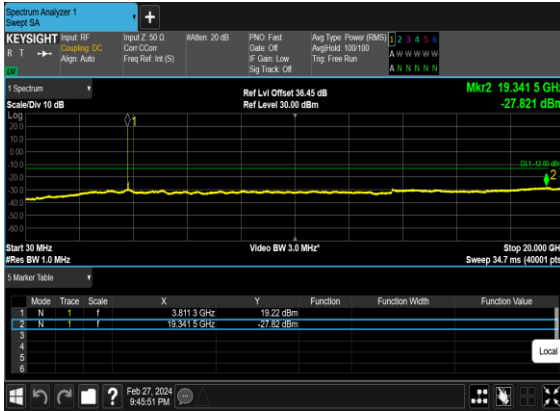 Spectrum Analyzer 1
Swept SA
+
KEYSIGHT Input: RF Input Z: 50 Ω #Atten: 20 dB PNO: Fast Avg Type: Power (RMS) 1 2 3 4 5 6
R T Coupling: DC Corr CCorr Gate: Off Avg|Hold: 100/100 A W W W W W
Align: Auto Freq Ref: Int (S) IF Gain: Low Trig: Free Run
Sig Track: Off A N N N N N
1 Spectrum Ref Lvl Offset 36.45 dB Mkr2 19.341 5 GHz
Scale/Div 10 dB Ref Level 30.00 dBm -27.821 dBm
Log
20.0
10.0
0.00
-10.0
-20.0
-30.0
-40.0
-50.0
-60.0
1
DL1 -13.00 dBm
2
Start 30 MHz Video BW 3.0 MHz* Stop 20.000 GH
#Res BW 1.0 MHz Sweep 34.7 ms (40001 pts
5 Marker Table
Mode Trace Scale X Y Function Function Width Function Value
1 N 1 f 3.811 3 GHz 19.22 dBm
2 N 1 f 19.341 5 GHz -27.82 dBm
3
4
5
6
Local
? Feb 27, 2024
9:45:51 PM